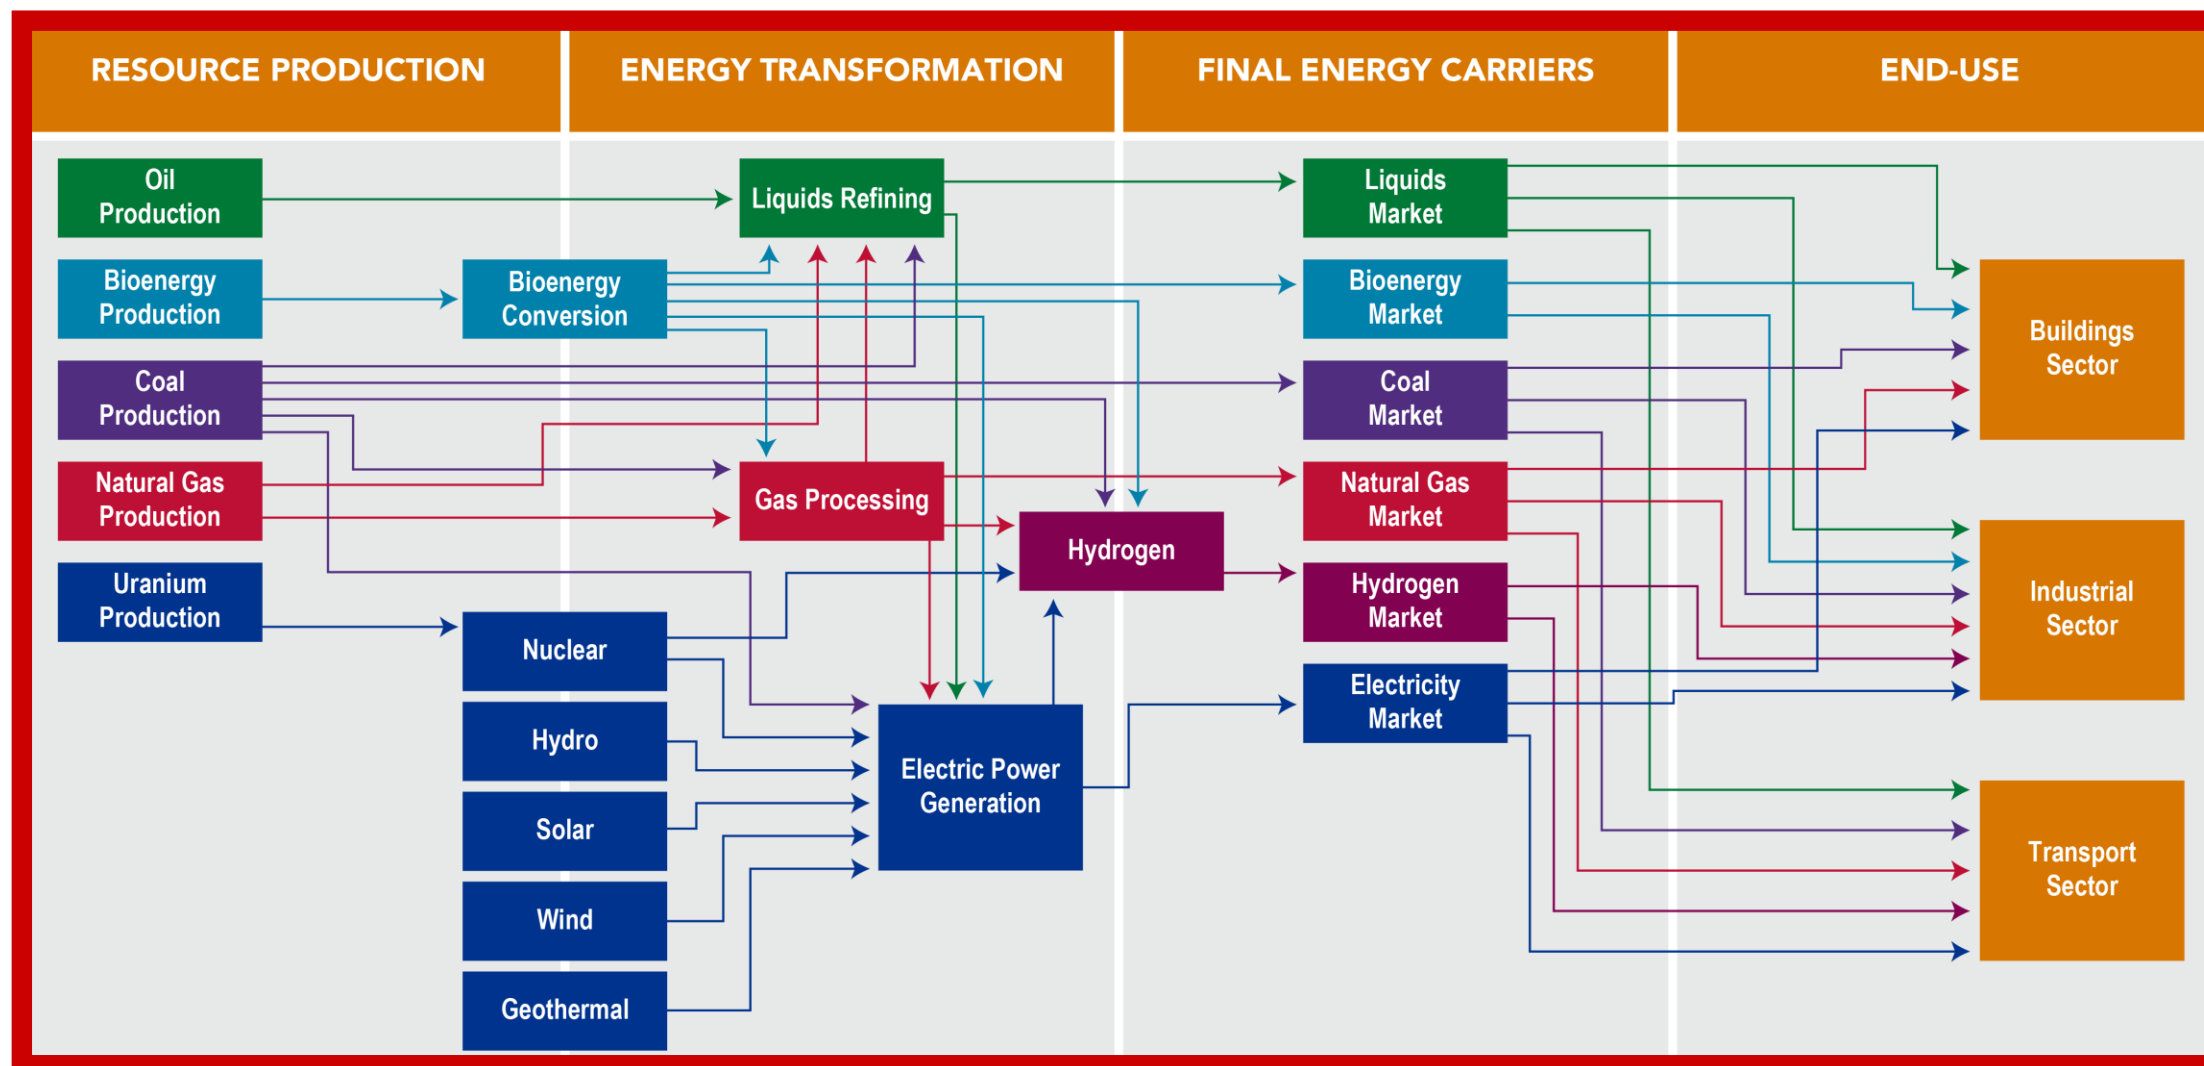 RESOURCE PRODUCTION
ENERGY TRANSFORMATION
FINAL ENERGY CARRIERS
END-USE
Oil
Production
Bioenergy
Production
Coal
Production
Natural Gas
Production
Uranium
Production
Bioenergy
Conversion
Nuclear
Hydro
Solar
Wind
Geothermal
Liquids Refining
Gas Processing
Hydrogen
Electric Power
Generation
Liquids
Market
Bioenergy
Market
Coal
Market
Natural Gas
Market
Hydrogen
Market
Electricity
Market
Buildings
Sector
Industrial
Sector
Transport
Sector